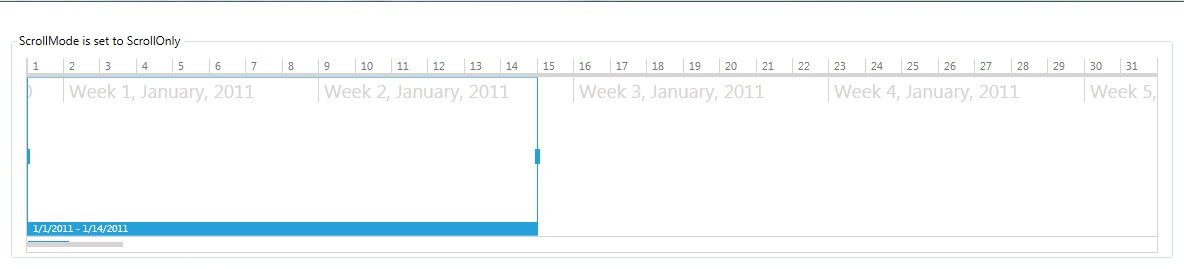 ScrollMode is set to ScrollOnly
1 2 3 4 5 6 7 8 9 10 11 12 13 14 15 16 17 18 19 20 21 22 23 24 25 26 27 28 29 30 31
Week 1, January, 2011 Week 2, January, 2011 Week 3, January, 2011 Week 4, January, 2011 Week 5,
1/1/2011 - 1/14/2011